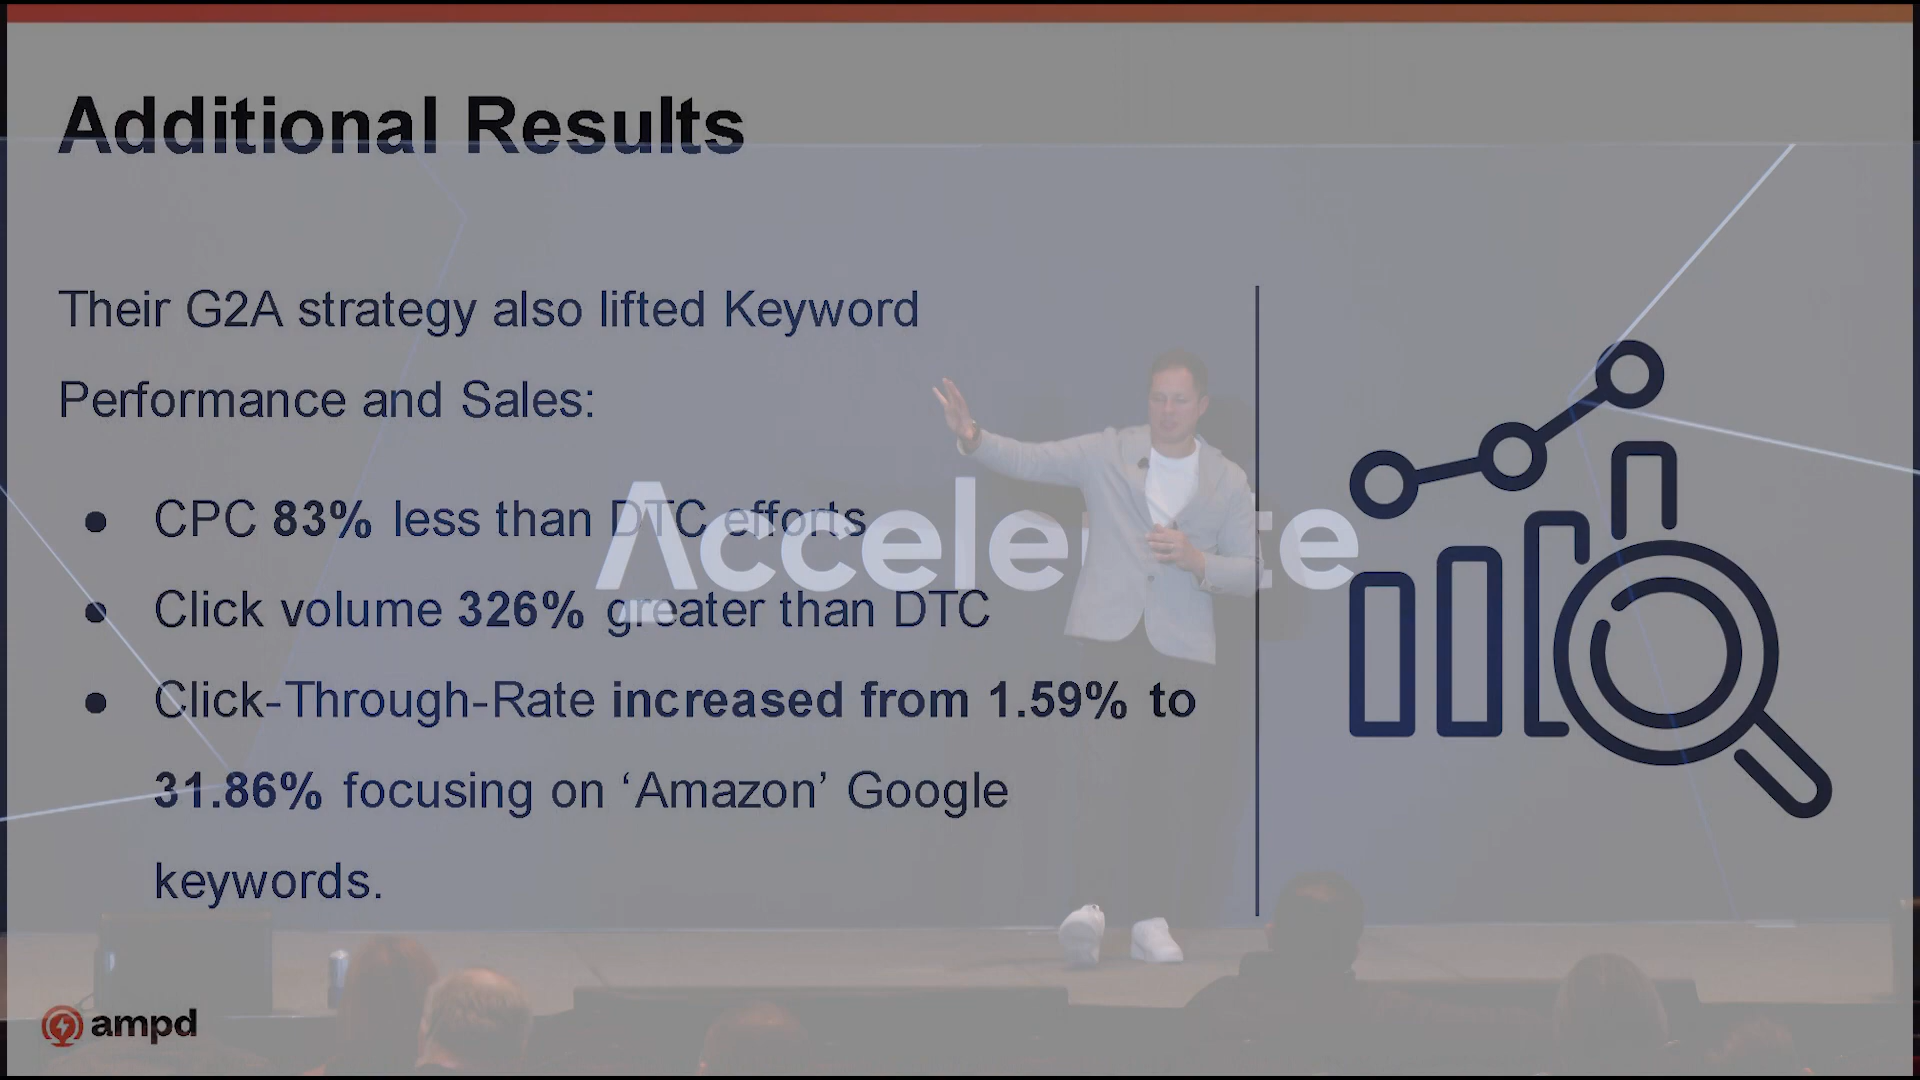 Additional Results
Their G2A strategy also lifted Keyword
Performance and Sales:
● CPC 83% less than DTC efforts
● Click volume 326% greater than DTC
● Click-Through-Rate increased from 1.59% to
31.86% focusing on ‘Amazon’ Google
keywords.
ampd